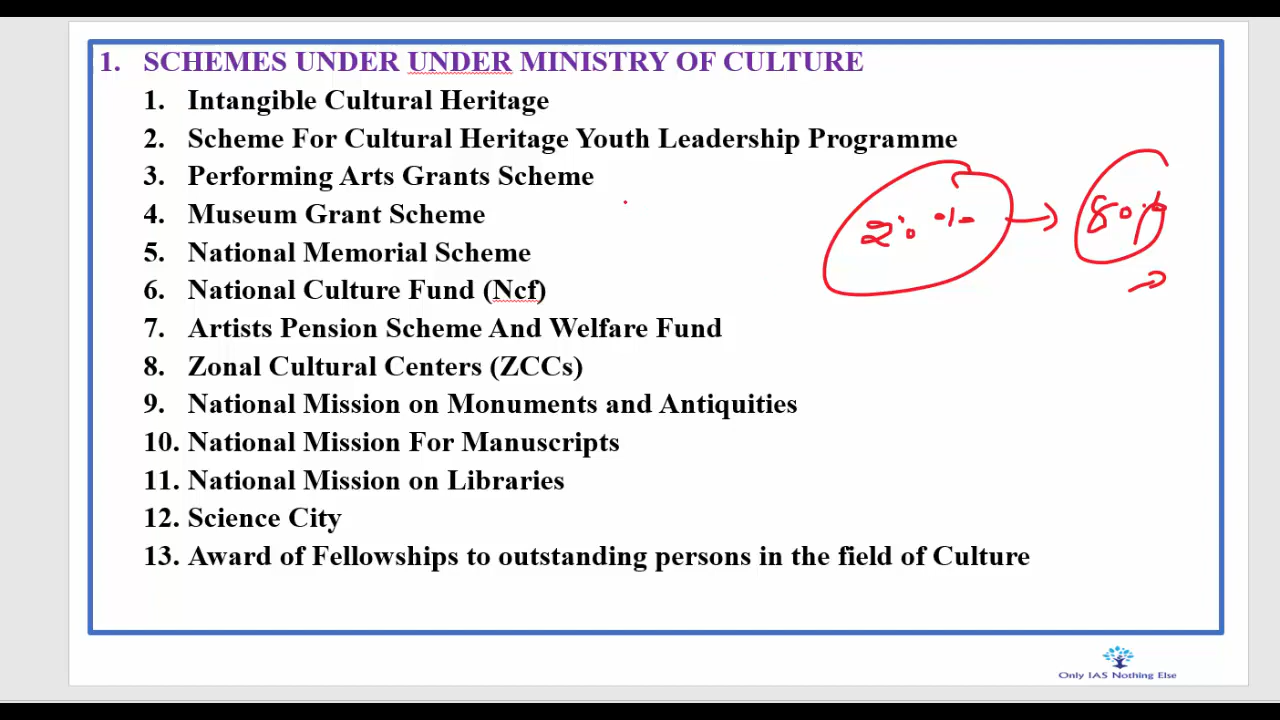 1. SCHEMES UNDER UNDER MINISTRY OF CULTURE
1. Intangible Cultural Heritage
2. Scheme For Cultural Heritage Youth Leadership Programme
3. Performing Arts Grants Scheme
4. Museum Grant Scheme
5. National Memorial Scheme
6. National Culture Fund (Ncf)
7. Artists Pension Scheme And Welfare Fund
8. Zonal Cultural Centers (ZCCs)
9. National Mission on Monuments and Antiquities
10. National Mission For Manuscripts
11. National Mission on Libraries
12. Science City
13. Award of Fellowships to outstanding persons in the field of Culture
20 % → 80 %
Only IAS Nothing Else